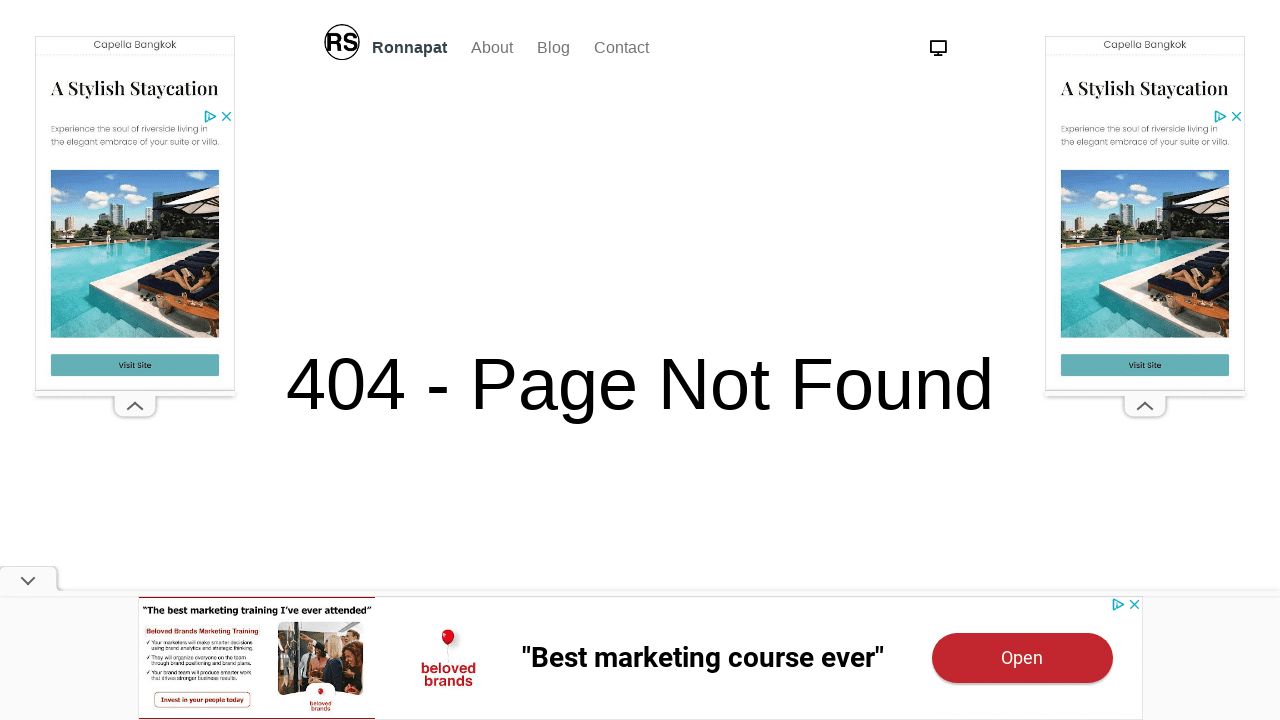 RS Ronnapat About Blog Contact
Capella Bangkok
A Stylish Staycation
Experience the soul of riverside living in
the elegant embrace of your suite or villa.
Visit Site
Capella Bangkok
A Stylish Staycation
Experience the soul of riverside living in
the elegant embrace of your suite or villa.
Visit Site
404 - Page Not Found
“The best marketing training I’ve ever attended”
Beloved Brands Marketing Training
✓ Your marketers will make smarter decisions
using brand analytics and strategic thinking.
✓ They will organize everyone on the team
through brand positioning and brand plans.
✓ Your brand team will produce smarter work
that drives stronger business results.
Invest in your people today
beloved
brands
beloved
brands
"Best marketing course ever"
Open